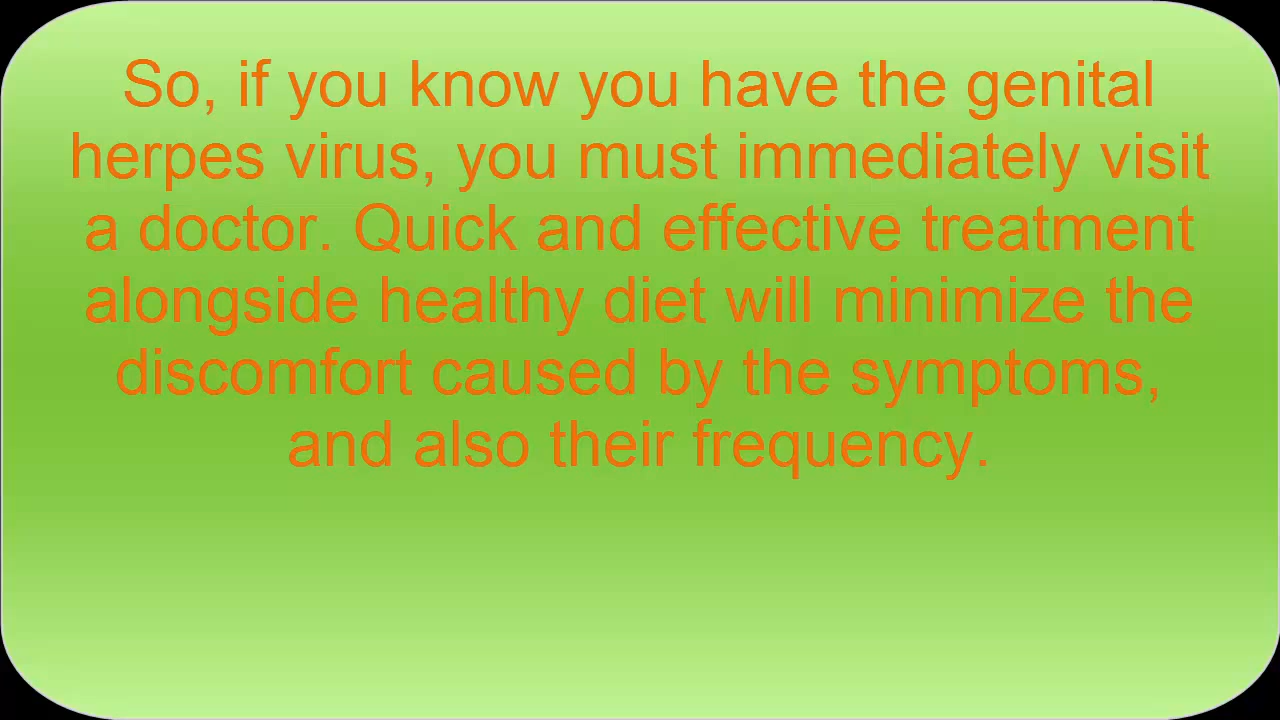 So, if you know you have the genital
herpes virus, you must immediately visit
a doctor. Quick and effective treatment
alongside healthy diet will minimize the
discomfort caused by the symptoms,
and also their frequency.